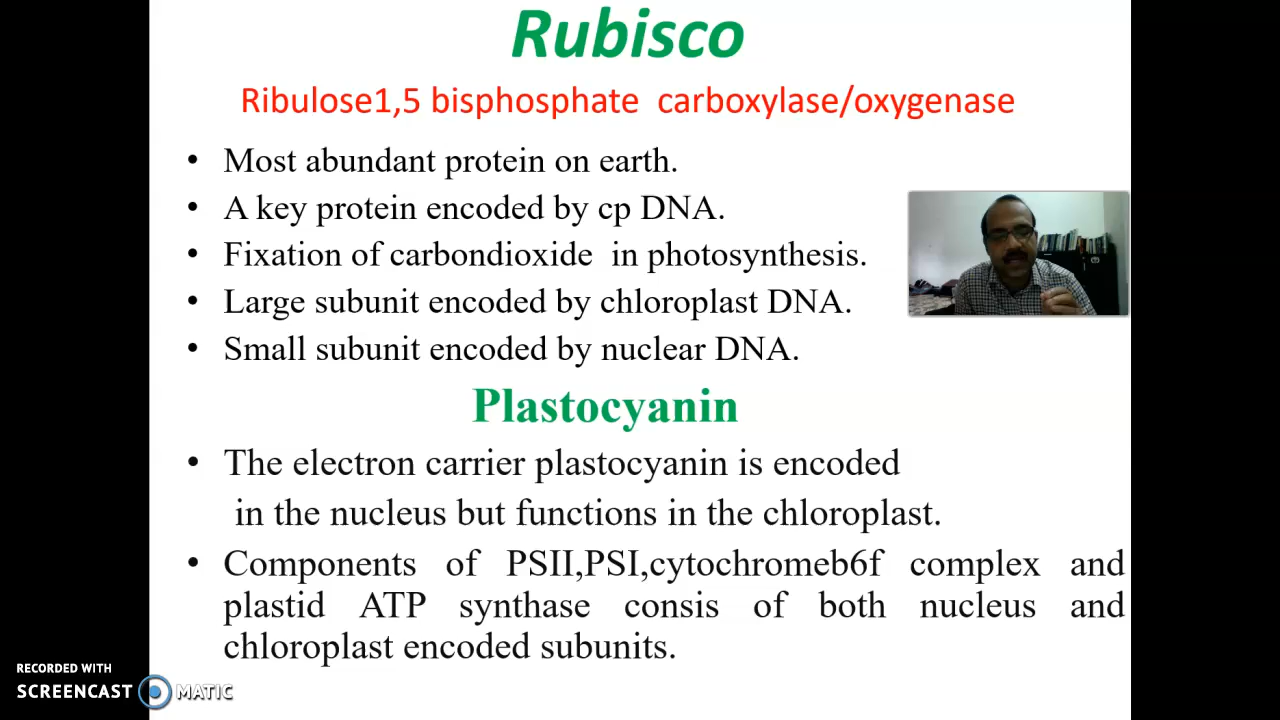 Rubisco
Ribulose1,5 bisphosphate carboxylase/oxygenase
• Most abundant protein on earth.
• A key protein encoded by cp DNA.
• Fixation of carbondioxide in photosynthesis.
• Large subunit encoded by chloroplast DNA.
• Small subunit encoded by nuclear DNA.
Plastocyanin
• The electron carrier plastocyanin is encoded
in the nucleus but functions in the chloroplast.
• Components of PSII,PSI,cytochromeb6f complex and
plastid ATP synthase consis of both nucleus and
chloroplast encoded subunits.
RECORDED WITH
SCREENCAST MATIC